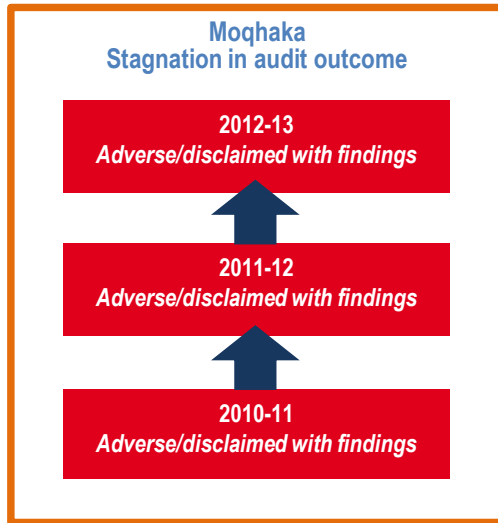 Moqhaka
Stagnation in audit outcome
2012-13
Adverse/disclaimed with findings
2011-12
Adverse/disclaimed with findings
2010-11
Adverse/disclaimed with findings